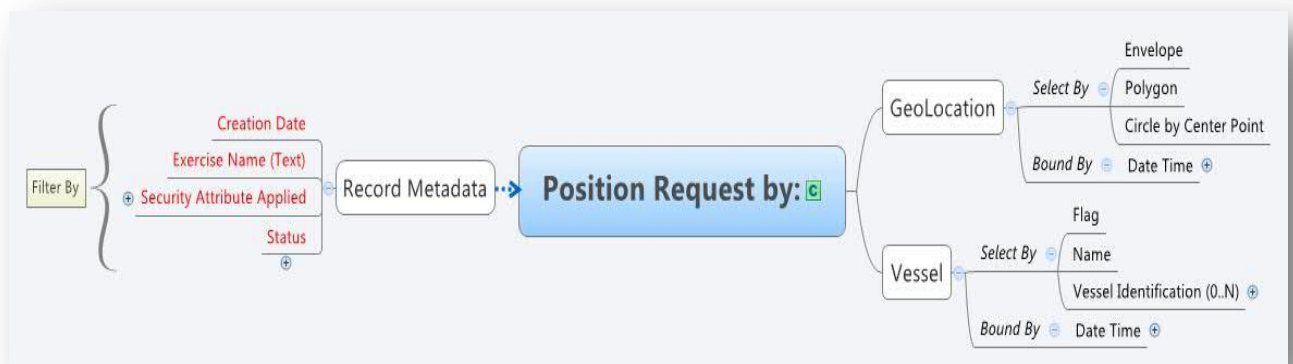 Filter By
Creation Date
Exercise Name (Text)
Security Attribute Applied
Status
Record Metadata
Position Request by: C
GeoLocation
Select By
Envelope
Polygon
Circle by Center Point
Bound By
Date Time
Vessel
Select By
Flag
Name
Vessel Identification (0..N)
Bound By
Date Time